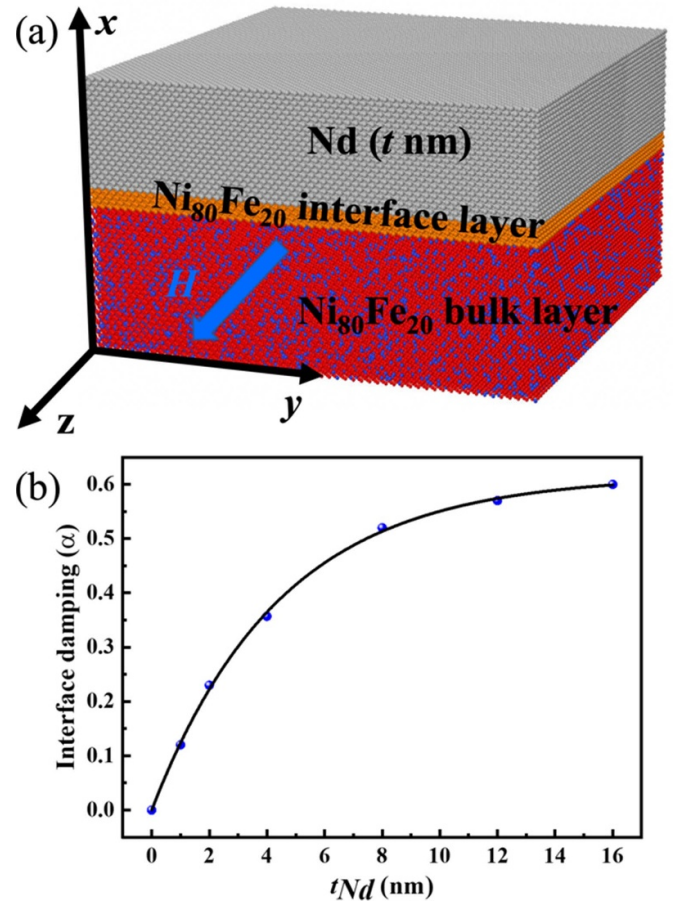 (a)
x
Nd (t nm)
Ni₈₀Fe₂₀ interface layer
H
Ni₈₀Fe₂₀ bulk layer
y
z
(b)
Interface damping (α)
0.6
0.5
0.4
0.3
0.2
0.1
0.0
0 2 4 6 8 10 12 14 16
tNd (nm)